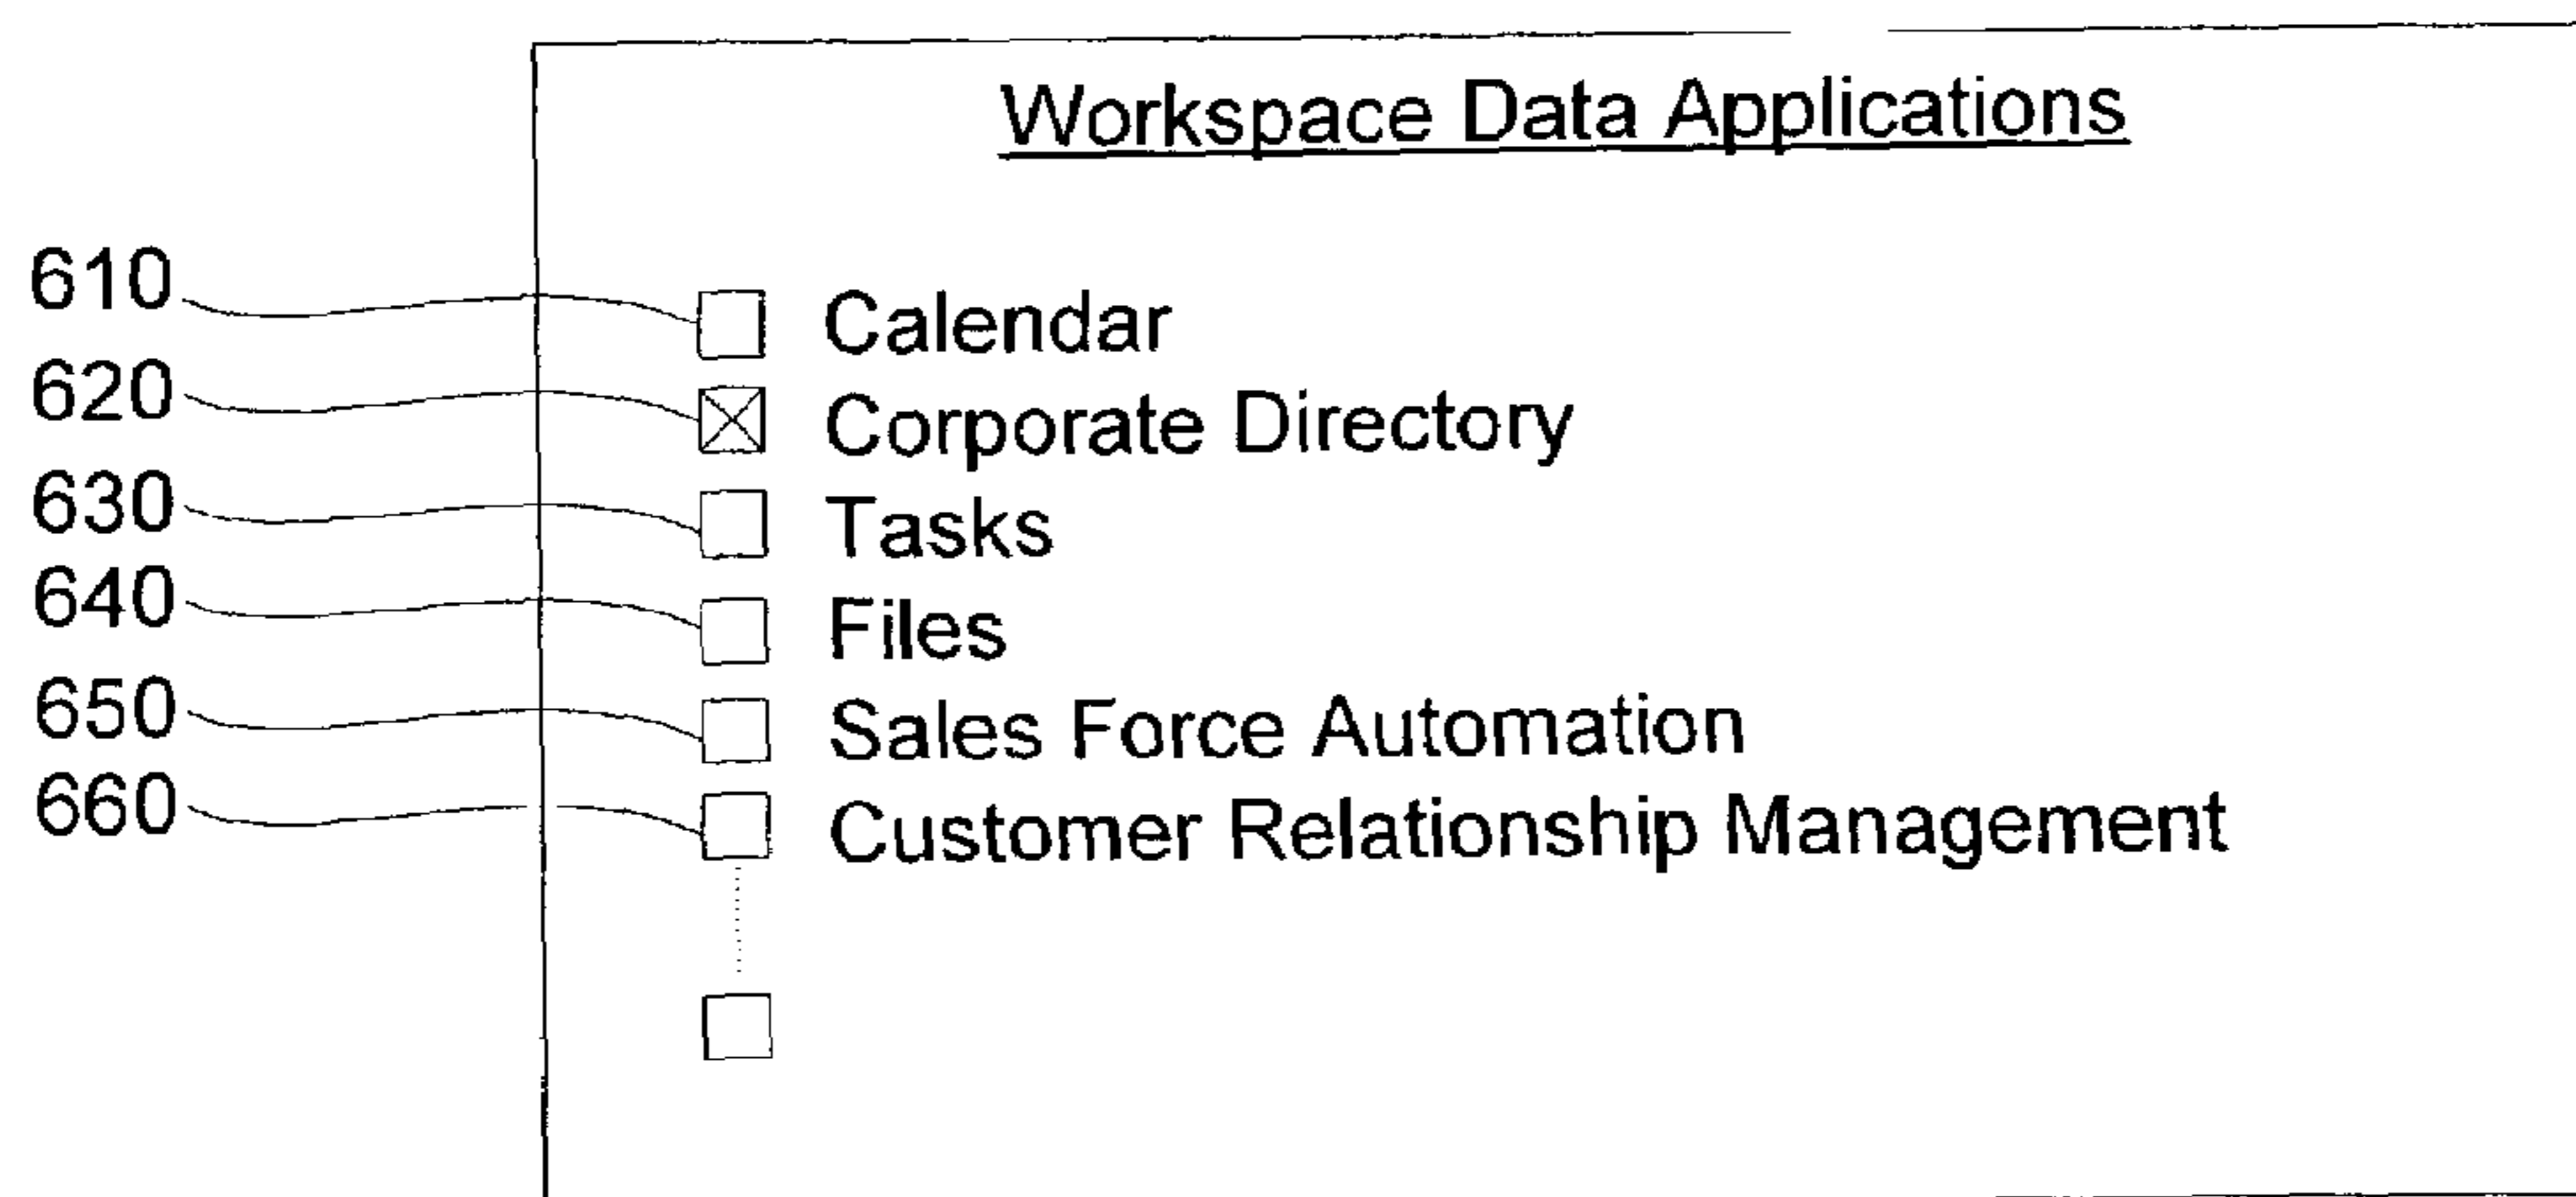 Workspace Data Applications
610 Calendar
620 Corporate Directory
630 Tasks
640 Files
650 Sales Force Automation
660 Customer Relationship Management